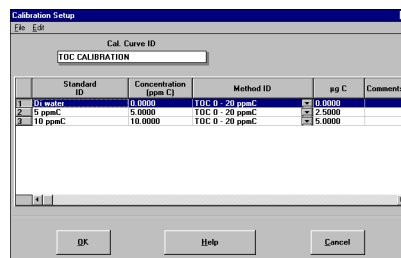 Calibration Setup
File Edit
Cal. Curve ID
TOC CALIBRATION
Standard ID Concentration (ppm C) Method ID µg C Comments
1 Di water 0.0000 TOC 0 - 20 ppmC 0.0000
2 5 ppmC 5.0000 TOC 0 - 20 ppmC 2.5000
3 10 ppmC 10.0000 TOC 0 - 20 ppmC 5.0000
OK Help Cancel